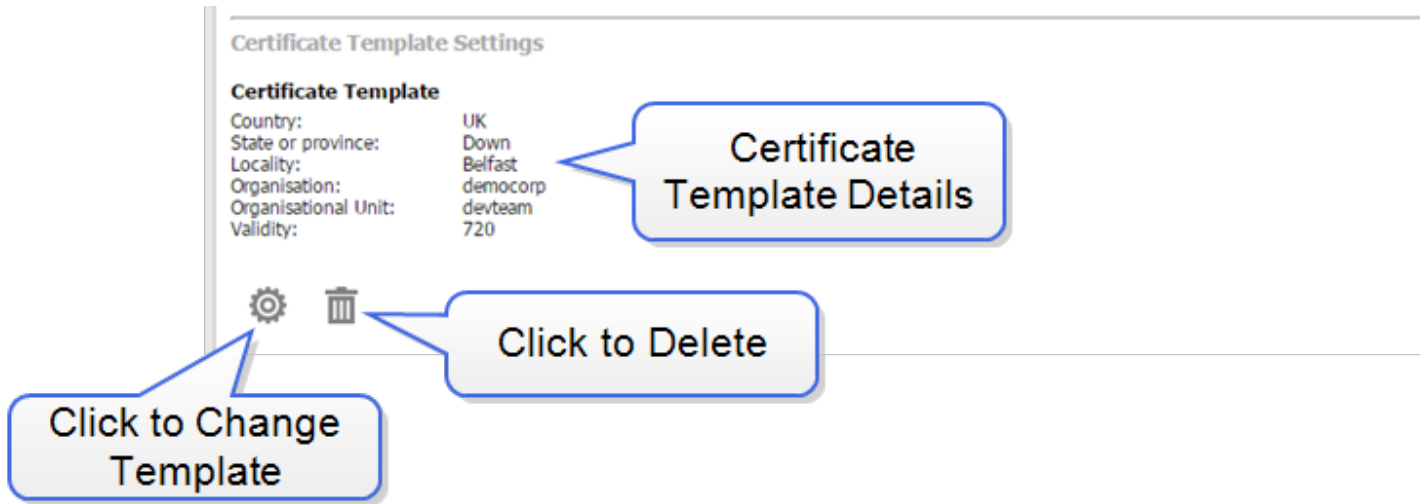 Certificate Template Settings
Certificate Template
Country: UK
State or province: Down
Locality: Belfast
Organisation: democorp
Organisational Unit: devteam
Validity: 720
Certificate
Template Details
Click to Delete
Click to Change
Template